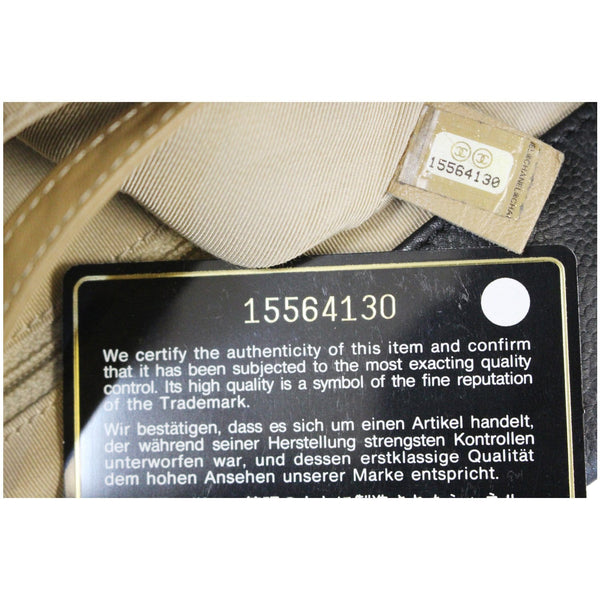 15564130
CHANEL
15564130
We certify the authenticity of this item and confirm
that it has been subjected to the most exacting quality
control. Its high quality is a symbol of the fine reputation
of the Trademark.
Wir bestätigen, dass es sich um einen Artikel handelt,
der während seiner Herstellung strengsten Kontrollen
unterworfen war, und dessen erstklassige Qualität
dem hohen Ansehen unserer Marke entspricht.